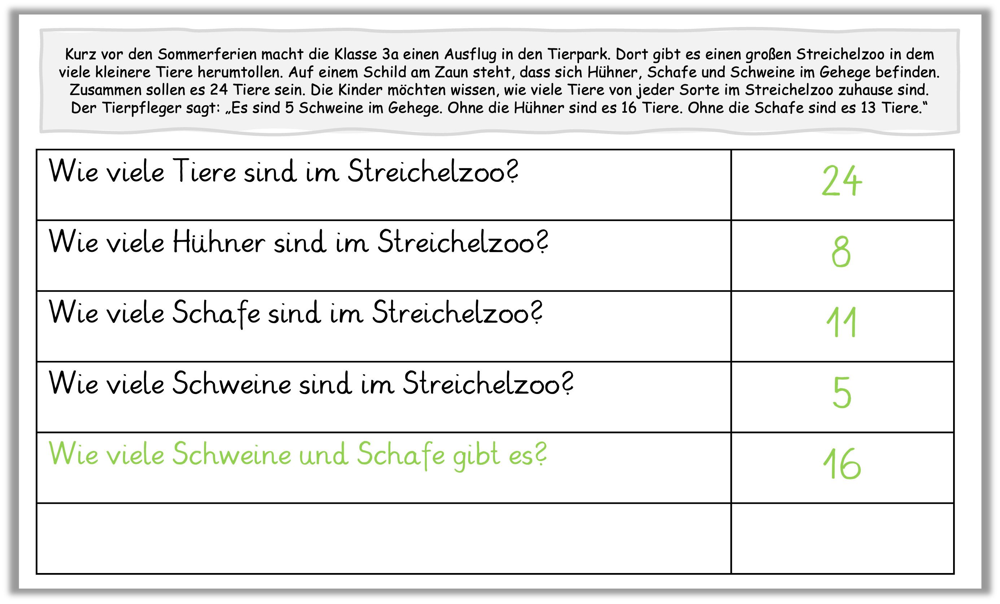 Kurz vor den Sommerferien macht die Klasse 3a einen Ausflug in den Tierpark. Dort gibt es einen großen Streichelzoo in dem
viele kleinere Tiere herumtollen. Auf einem Schild am Zaun steht, dass sich Hühner, Schafe und Schweine im Gehege befinden.
Zusammen sollen es 24 Tiere sein. Die Kinder möchten wissen, wie viele Tiere von jeder Sorte im Streichelzoo zuhause sind.
Der Tierpfleger sagt: „Es sind 5 Schweine im Gehege. Ohne die Hühner sind es 16 Tiere. Ohne die Schafe sind es 13 Tiere.“
Wie viele Tiere sind im Streichelzoo? 24
Wie viele Hühner sind im Streichelzoo? 8
Wie viele Schafe sind im Streichelzoo? 11
Wie viele Schweine sind im Streichelzoo? 5
Wie viele Schweine und Schafe gibt es? 16